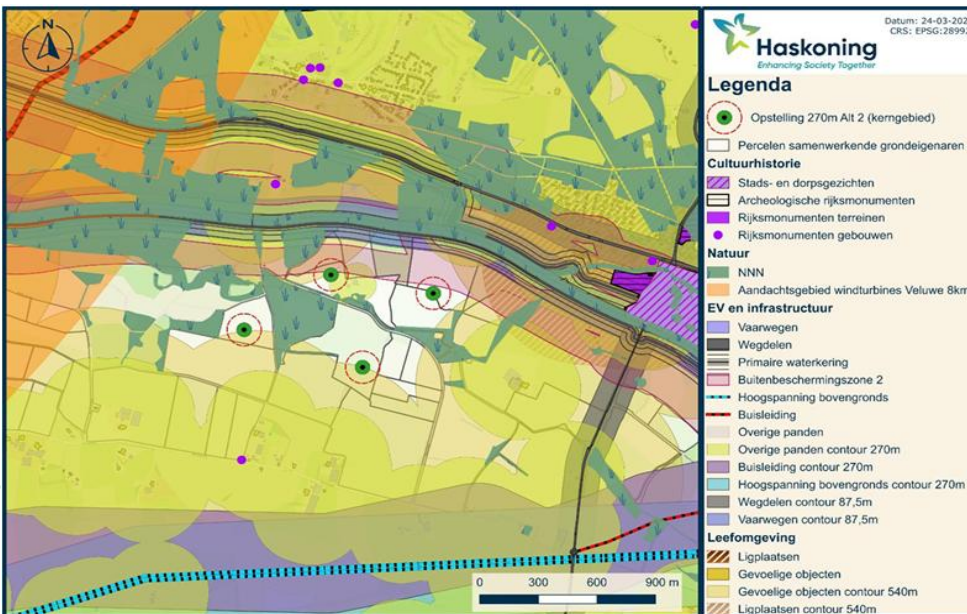 N
0 300 600 900 m
Datum: 24-03-202
CRS: EPSG:28992
Haskoning
Enhancing Society Together
Legenda
Opstelling 270m Alt 2 (kerngebied)
Percelen samenwerkende grondeigenaren
Cultuurhistorie
Stads- en dorpsgezichten
Archeologische rijksmonumenten
Rijksmonumenten terreinen
Rijksmonumenten gebouwen
Natuur
NNN
Aandachtsgebied windturbines Veluwe 8km
EV en infrastructuur
Vaarwegen
Wegdelen
Primaire waterkering
Buitenbeschermingszone 2
Hoogspanning bovengronds
Buisleiding
Overige panden
Overige panden contour 270m
Buisleiding contour 270m
Hoogspanning bovengronds contour 270m
Wegdelen contour 87,5m
Vaarwegen contour 87,5m
Leefomgeving
Ligplaatsen
Gevoelige objecten
Gevoelige objecten contour 540m
Ligplaatsen contour 540m